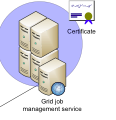 Certificate
Grid job
management service